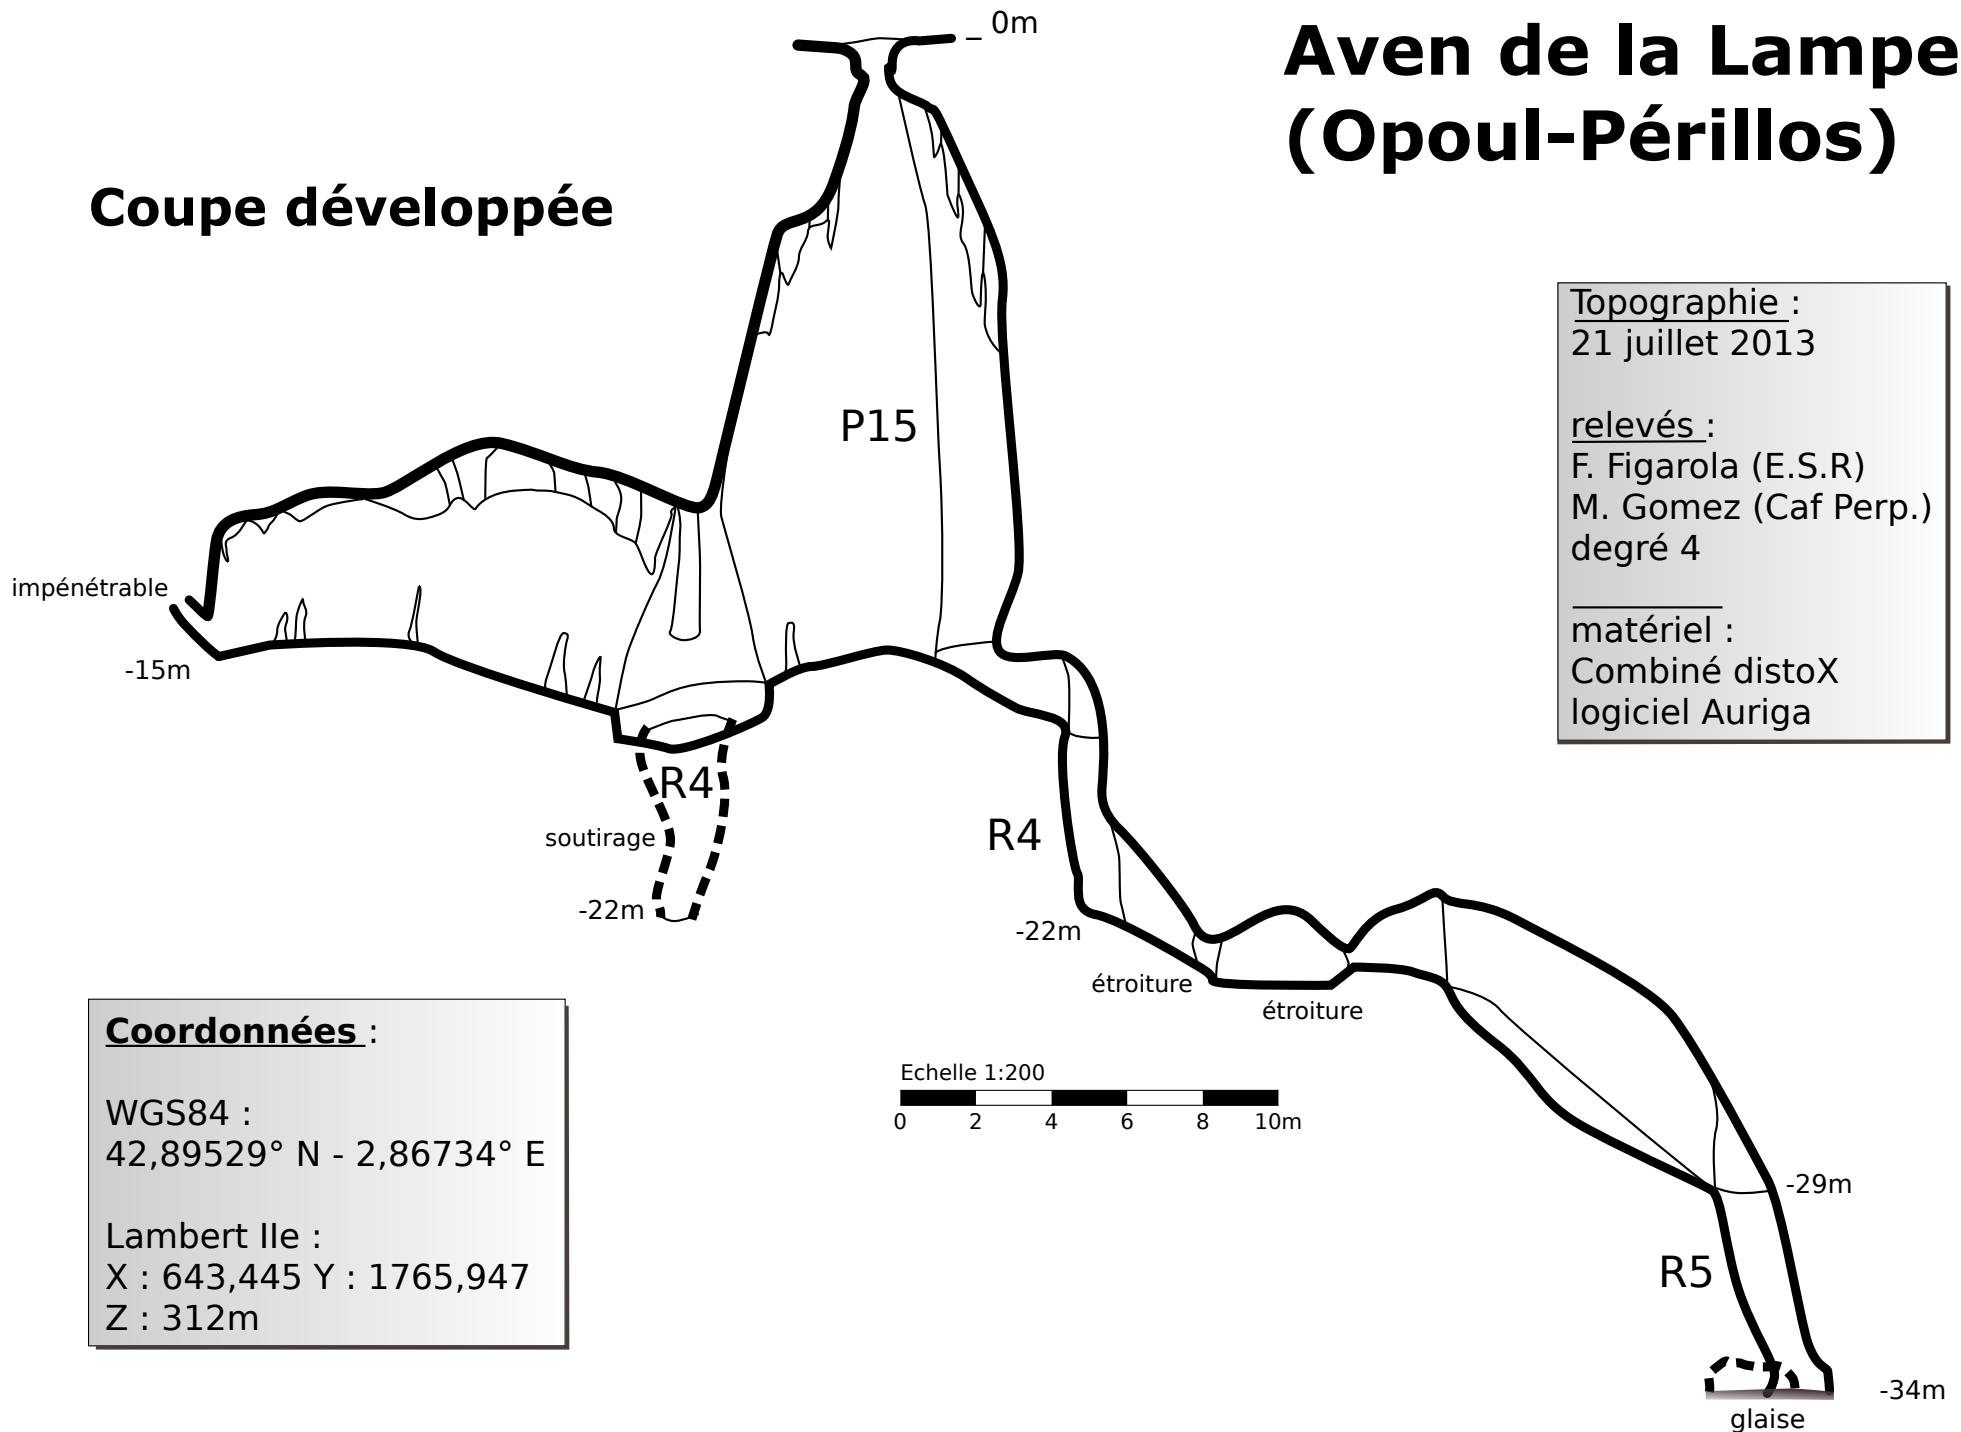 0m
Aven de la Lampe
(Opoul-Périllos)
Coupe développée
Topographie :
21 juillet 2013
relevés :
F. Figarola (E.S.R)
M. Gomez (Caf Perp.)
degré 4
matériel :
Combiné distoX
logiciel Auriga
P15
impénétrable
-15m
R4
soutirage
-22m
R4
-22m
étroiture
étroiture
Coordonnées :
WGS84 :
42,89529° N - 2,86734° E
Lambert IIe :
X : 643,445 Y : 1765,947
Z : 312m
Echelle 1:200
0 2 4 6 8 10m
-29m
R5
-34m
glaise